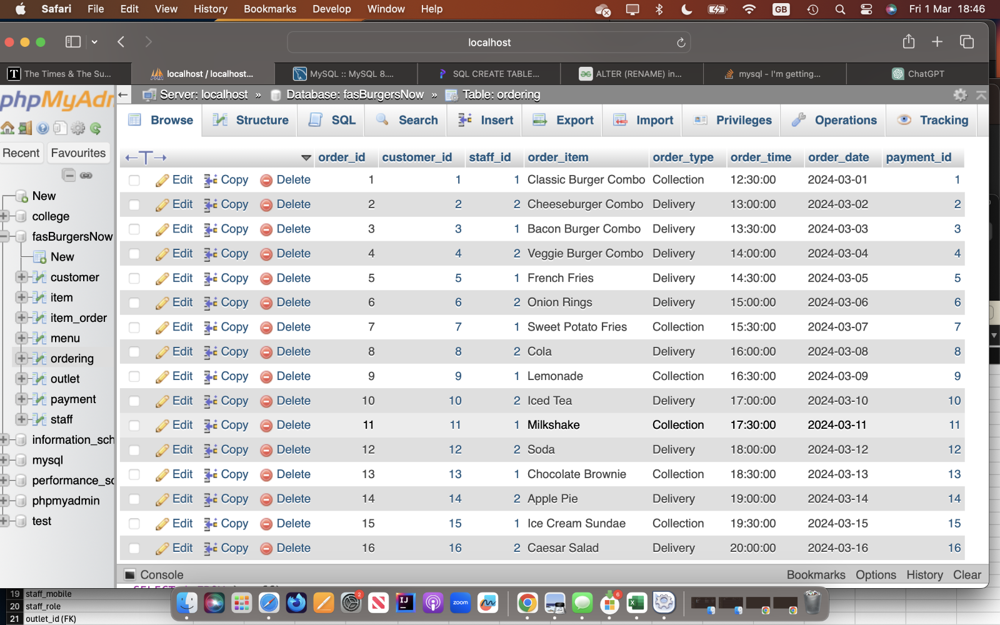 Safari File Edit View History Bookmarks Develop Window Help GB Fri 1 Mar 18:46
localhost
T The Times & The Su... PMA localhost / localhost... MySQL :: MySQL 8.... SQL CREATE TABLE... ALTER (RENAME) in... mysql - I'm getting... ChatGPT
phpMyAdm
Recent Favourites
New
college
fasBurgersNow
New
customer
item
item_order
menu
ordering
outlet
payment
staff
information_sch
mysql
performance_sc
phpmyadmin
test
Server: localhost » Database: fasBurgersNow » Table: ordering
Browse Structure SQL Search Insert Export Import Privileges Operations Tracking
←T→ order_id customer_id staff_id order_item order_type order_time order_date payment_id
Edit Copy Delete 1 1 1 Classic Burger Combo Collection 12:30:00 2024-03-01 1
Edit Copy Delete 2 2 2 Cheeseburger Combo Delivery 13:00:00 2024-03-02 2
Edit Copy Delete 3 3 1 Bacon Burger Combo Delivery 13:30:00 2024-03-03 3
Edit Copy Delete 4 4 2 Veggie Burger Combo Delivery 14:00:00 2024-03-04 4
Edit Copy Delete 5 5 1 French Fries Delivery 14:30:00 2024-03-05 5
Edit Copy Delete 6 6 2 Onion Rings Delivery 15:00:00 2024-03-06 6
Edit Copy Delete 7 7 1 Sweet Potato Fries Collection 15:30:00 2024-03-07 7
Edit Copy Delete 8 8 2 Cola Delivery 16:00:00 2024-03-08 8
Edit Copy Delete 9 9 1 Lemonade Collection 16:30:00 2024-03-09 9
Edit Copy Delete 10 10 2 Iced Tea Delivery 17:00:00 2024-03-10 10
Edit Copy Delete 11 11 1 Milkshake Collection 17:30:00 2024-03-11 11
Edit Copy Delete 12 12 2 Soda Delivery 18:00:00 2024-03-12 12
Edit Copy Delete 13 13 1 Chocolate Brownie Collection 18:30:00 2024-03-13 13
Edit Copy Delete 14 14 2 Apple Pie Delivery 19:00:00 2024-03-14 14
Edit Copy Delete 15 15 1 Ice Cream Sundae Collection 19:30:00 2024-03-15 15
Edit Copy Delete 16 16 2 Caesar Salad Delivery 20:00:00 2024-03-16 16
Console Bookmarks Options History Clear
19 staff_mobile
20 staff_role
21 outlet_id (FK)
2 IJ zoom 6